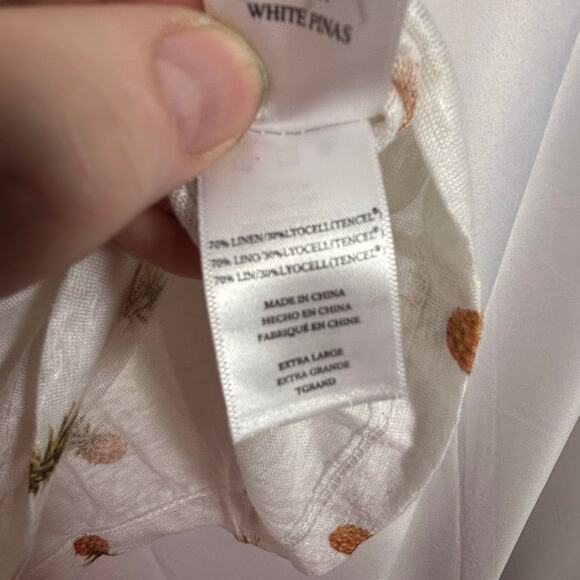 WHITE PINAS
70% LINEN/30%LYOCELL(TENCEL®)
70% LINO/30%LYOCELL(TENCEL®)
70% LIN/30%LYOCELL(TENCEL®)
MADE IN CHINA
HECHO EN CHINA
FABRIQUÉ EN CHINE
EXTRA LARGE
EXTRA GRANDE
TGRAND